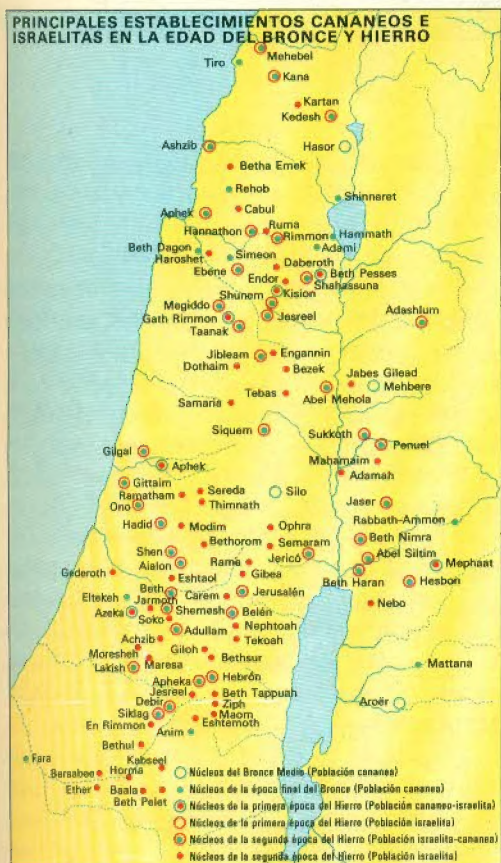 PRINCIPALES ESTABLECIMIENTOS CANANEOS E
ISRAELITAS EN LA EDAD DEL BRONCE Y HIERRO
Mehebel
Tiro
Kana
Kartan
Kedesh
Ashzib
Hasor
Betha Emek
Rehob
Shinneret
Cabul
Aphek
Ruma
Hannathon
Rimmon
Hammath
Beth Dagon
Simeon
Adami
Haroshet
Daberoth
Ebene
Endor
Beth Pesses
Shahassuna
Shunem
Kision
Megiddo
Gath Rimmon
Jesreel
Adashlum
Taanak
Jibleam
Engannin
Dothaim
Bezek
Jabes Gilead
Mehbere
Tebas
Abel Mehola
Samaria
Siquem
Sukkoth
Penuel
Gilgal
Aphek
Mahamaim
Adamah
Gittaim
Sereda
Silo
Ramatham
Thimnath
Jaser
Ono
Rabbath-Ammon
Hadid
Modim
Ophra
Beth Nimra
Bethorom
Semaram
Shen
Jericó
Abel Siltim
Aialon
Rama
Mephaat
Gederoth
Eshtaol
Gibea
Beth Haran
Hesbon
Beth
Carem
Jerusalén
Eltekeh
Jarmoth
Nebo
Azeka
Shemesh
Belén
Soko
Nephtoah
Achzib
Adullam
Tekoah
Moresheh
Giloh
Bethsur
Lakish
Maresa
Mattana
Apheka
Hebrón
Jesreel
Beth Tappuah
Debir
Ziph
Aroër
Siklag
Maom
Eshtemoth
En Rimmon
Anim
Bethul
Fara
Kabseel
Bersabee
Horma
Ether
Baala
Beth Pelet
Núcleos del Bronce Medio (Población cananea)
Núcleos de la época final del Bronce (Población cananea)
Núcleos de la primera época del Hierro (Población cananeo-israelita)
Núcleos de la primera época del Hierro (Población israelita)
Núcleos de la segunda época del Hierro (Población israelita-cananea)
Núcleos de la segunda época del Hierro (Población israelita)